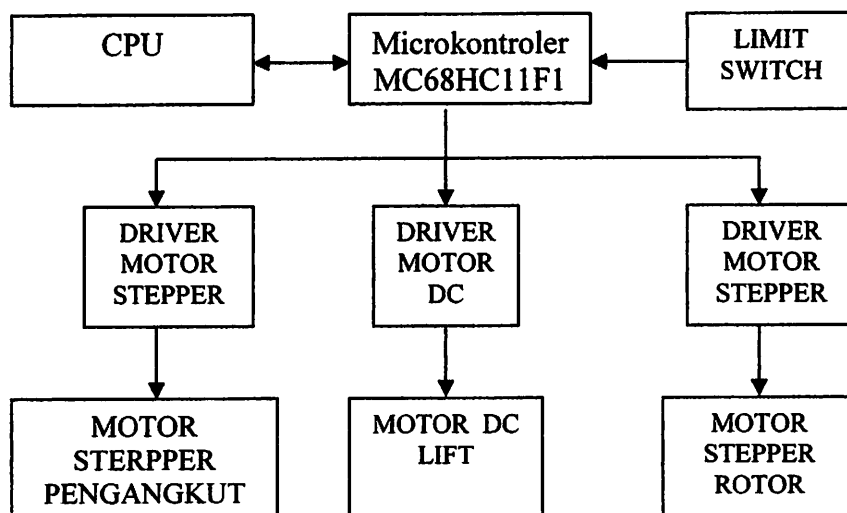 CPU
Microkontroler
MC68HC11F1
LIMIT
SWITCH
DRIVER
MOTOR
STEPPER
DRIVER
MOTOR
DC
DRIVER
MOTOR
STEPPER
MOTOR
STERPPER
PENGANGKUT
MOTOR DC
LIFT
MOTOR
STEPPER
ROTOR